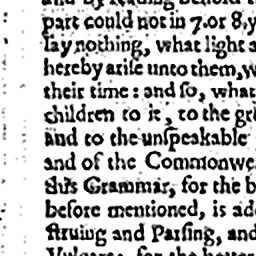 part could not in 7. or 8, y
ſay nothing, what light a
hereby ariſe unto them, w
their time : and ſo, what
children to it, to the gr
and to the unſpeakable
and of the Commonwe
this Grammar, for the b
before mentioned, is ad
ſtruing and Parſing, and